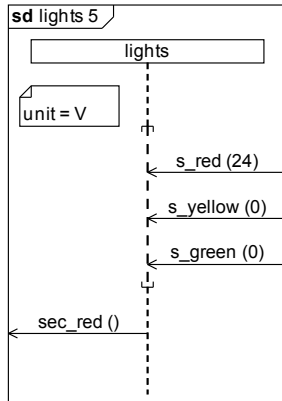 sd lights 5
lights
unit = V
s_red (24)
s_yellow (0)
s_green (0)
sec_red ()